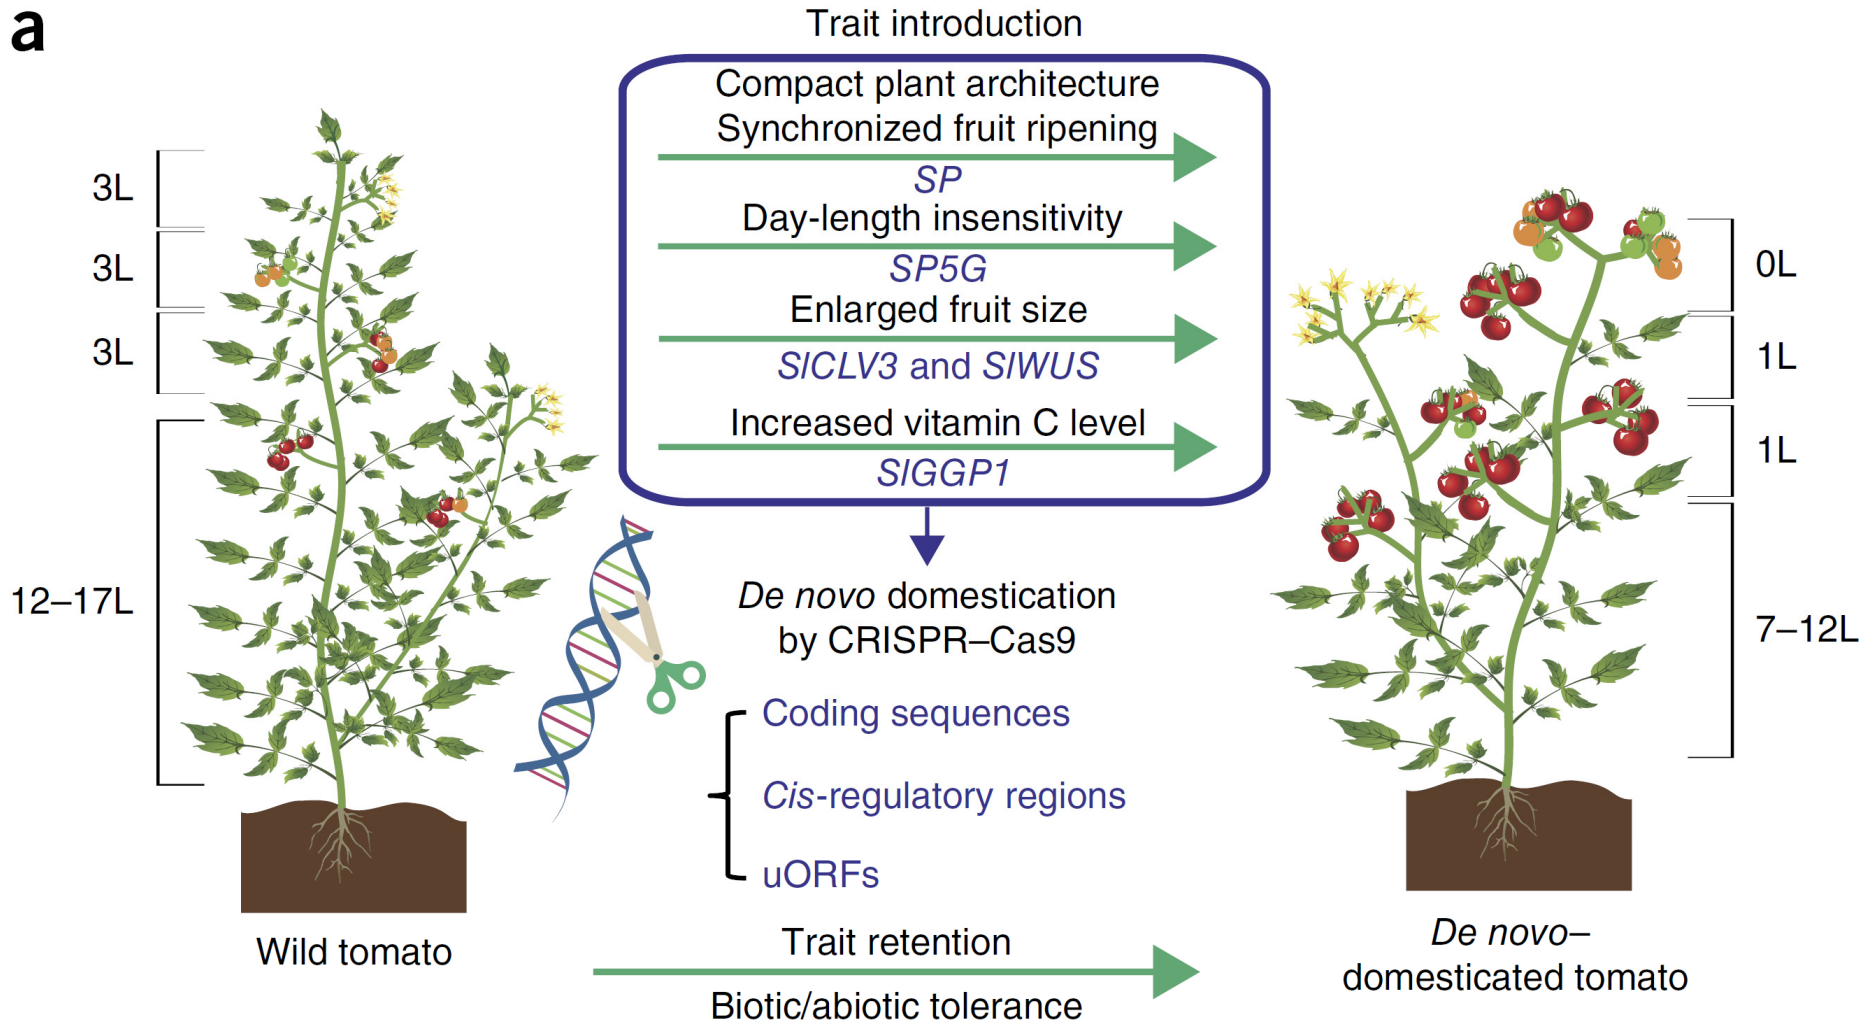 a
Trait introduction
Compact plant architecture
Synchronized fruit ripening
SP
Day-length insensitivity
SP5G
Enlarged fruit size
SlCLV3 and SlWUS
Increased vitamin C level
SlGGP1
3L
3L
3L
12–17L
0L
1L
1L
7–12L
De novo domestication
by CRISPR–Cas9
Coding sequences
Cis-regulatory regions
uORFs
Wild tomato
Trait retention
Biotic/abiotic tolerance
De novo–
domesticated tomato